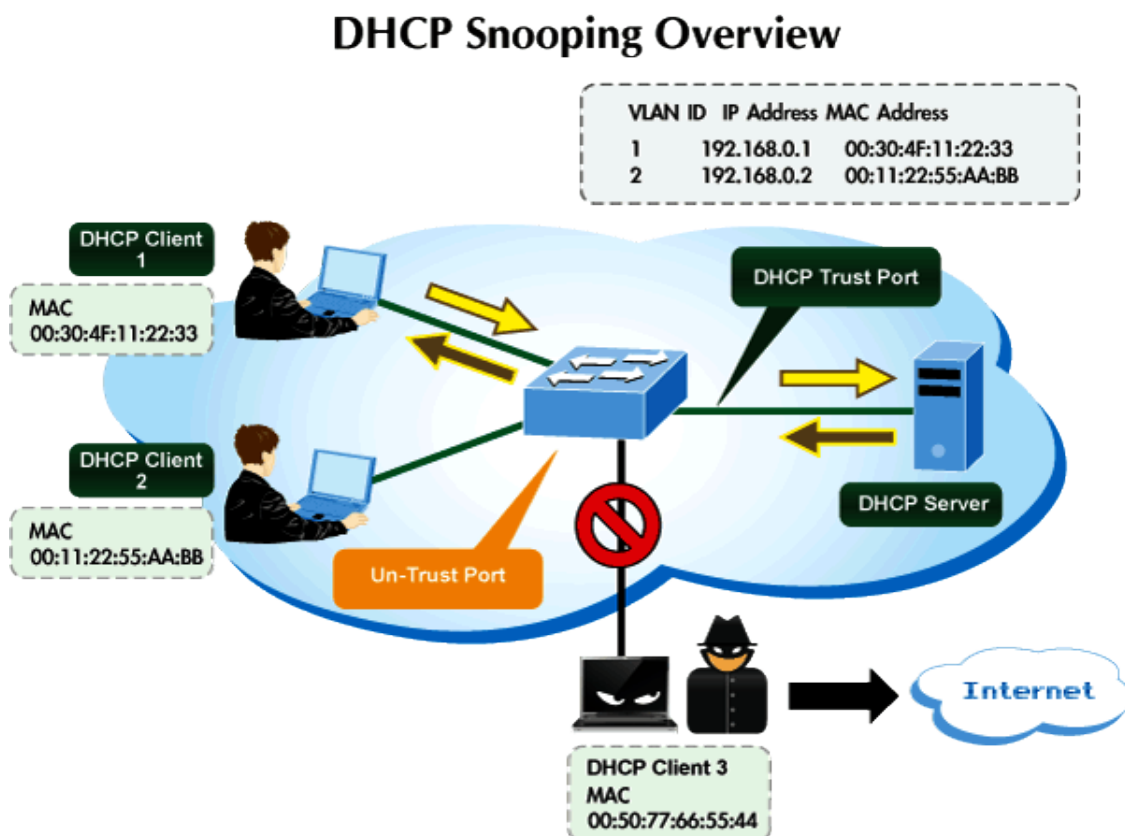 DHCP Snooping Overview
VLAN ID IP Address MAC Address
1 192.168.0.1 00:30:4F:11:22:33
2 192.168.0.2 00:11:22:55:AA:BB
DHCP Client
1
MAC
00:30:4F:11:22:33
DHCP Trust Port
DHCP Client
2
MAC
00:11:22:55:AA:BB
DHCP Server
Un-Trust Port
Internet
DHCP Client 3
MAC
00:50:77:66:55:44